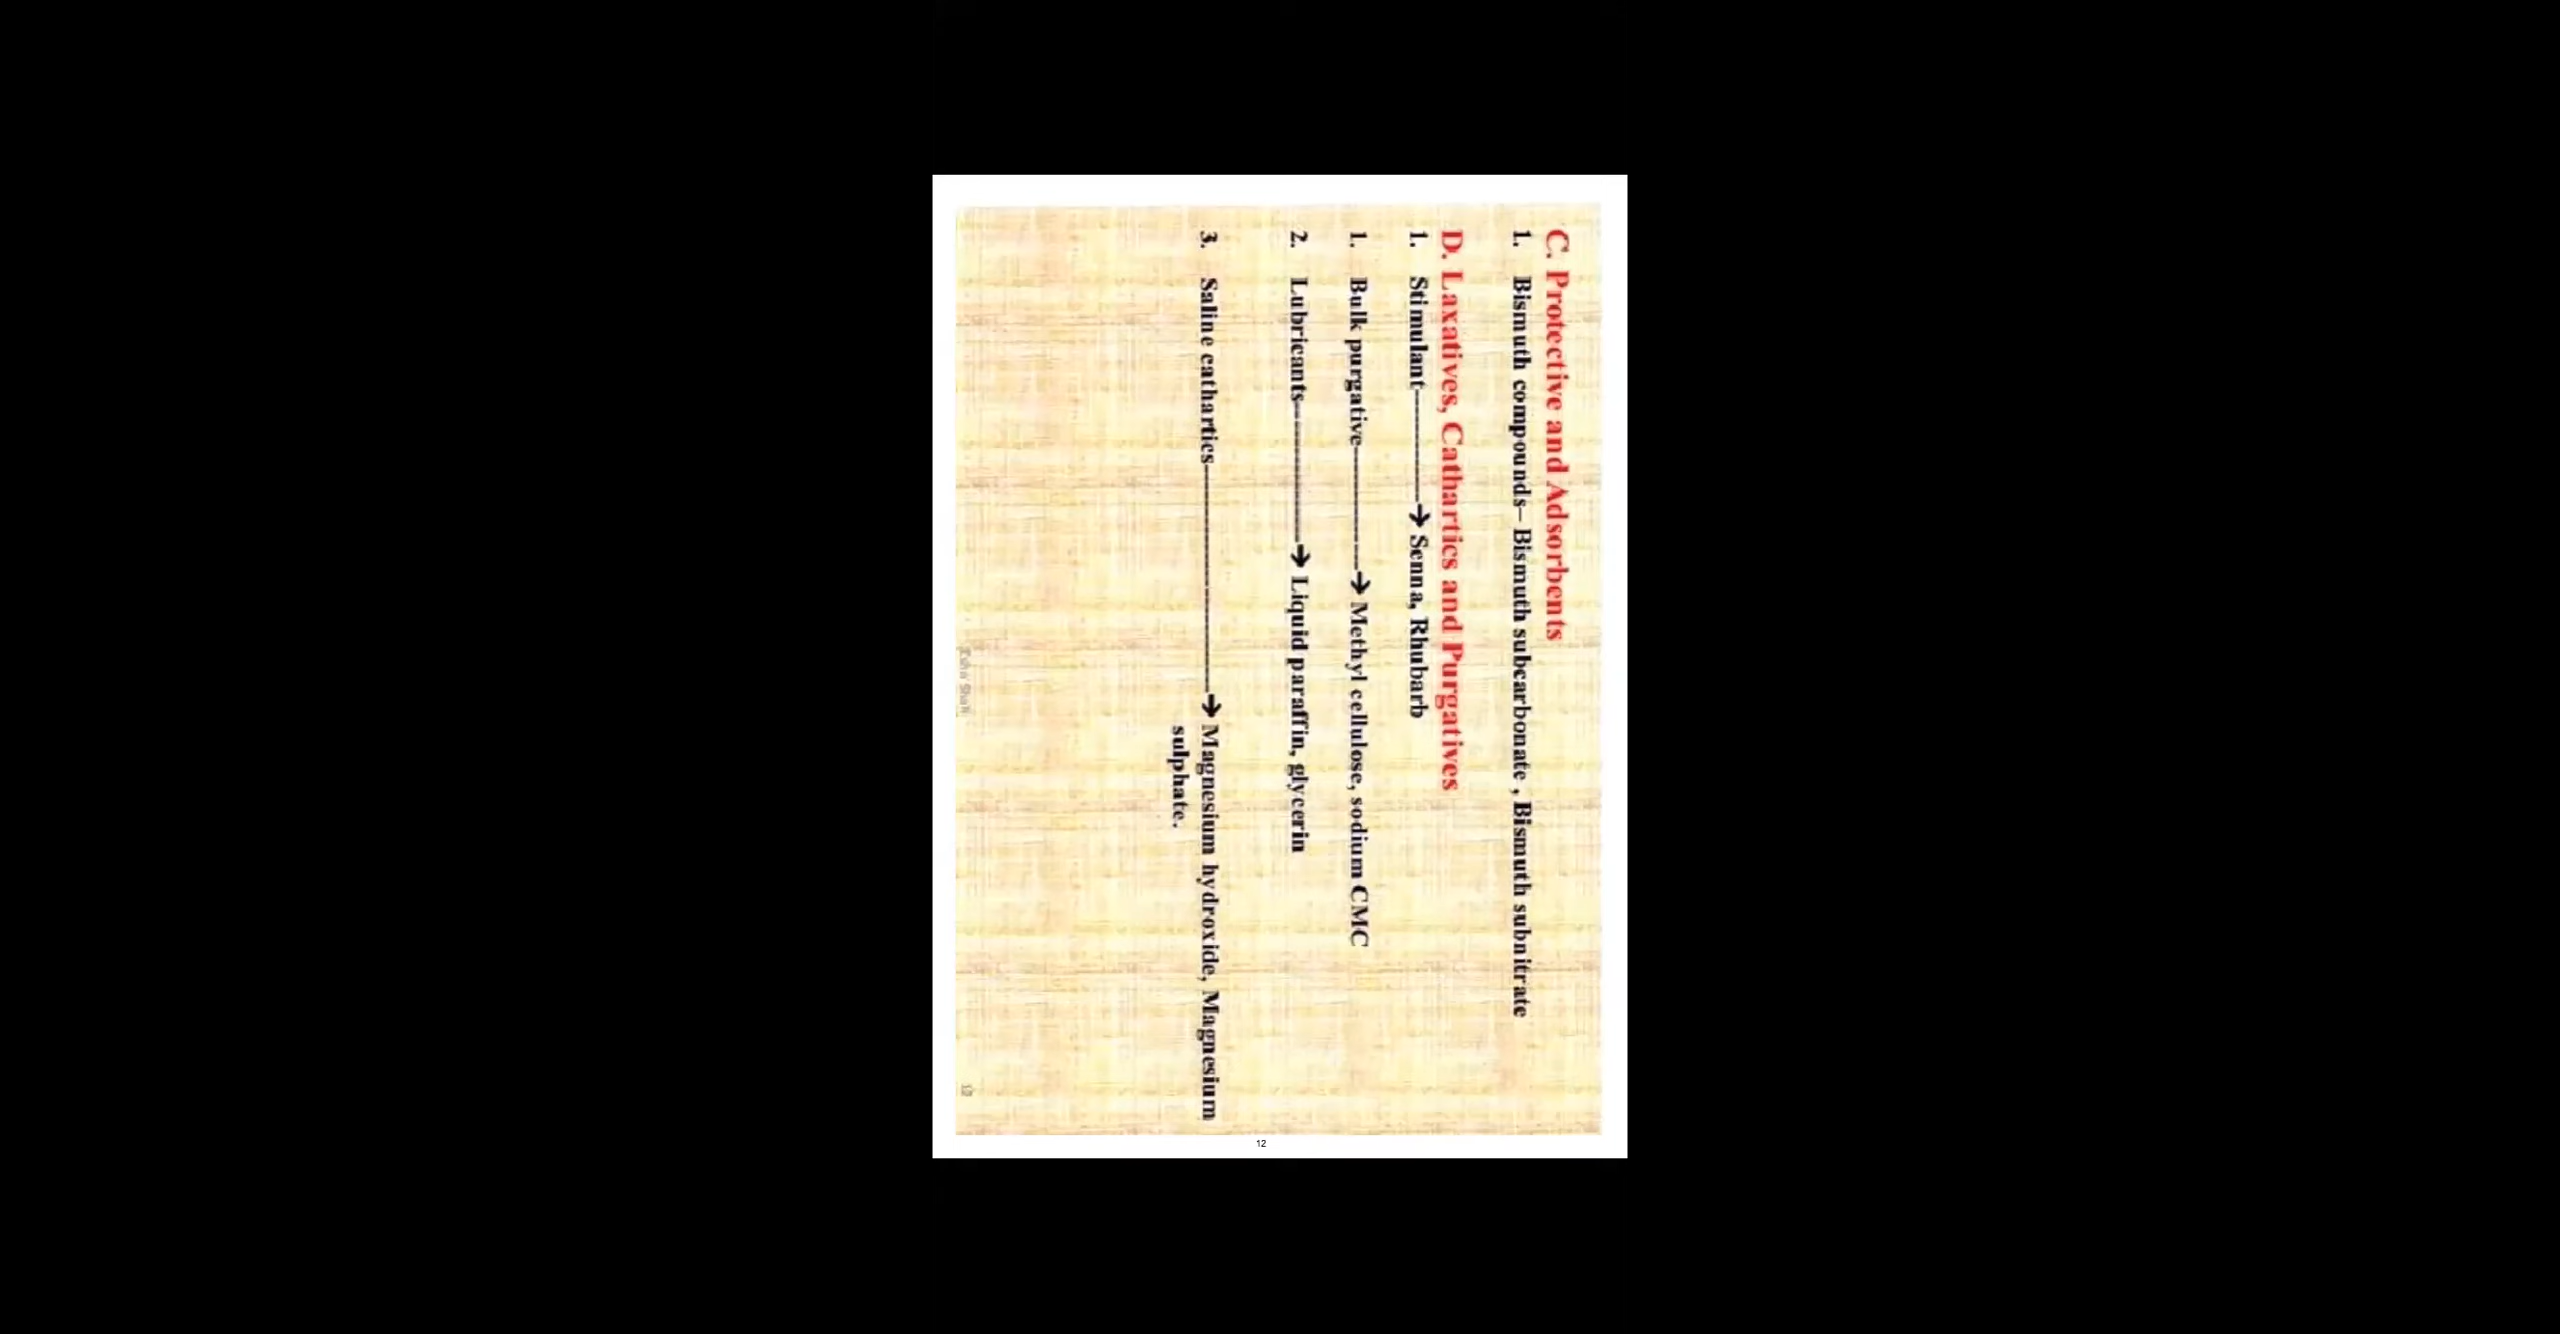 C. Protective and Adsorbents
1. Bismuth compounds– Bismuth subcarbonate , Bismuth subnitrate
D. Laxatives, Cathartics and Purgatives
1. Stimulant-----------→ Senna, Rhubarb
1. Bulk purgative-----------→ Methyl cellulose, sodium CMC
2. Lubricants-------------→ Liquid paraffin, glycerin
3. Saline cathartics---------------------→ Magnesium hydroxide, Magnesium
sulphate.
12
12